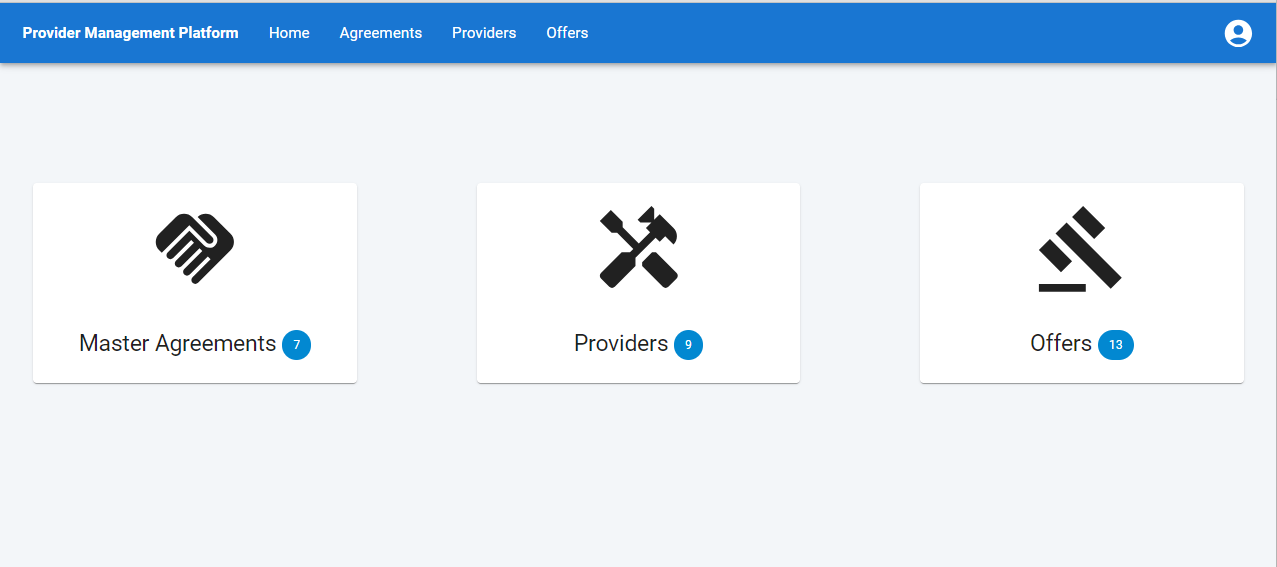 Provider Management Platform Home Agreements Providers Offers
Master Agreements 7
Providers 9
Offers 13